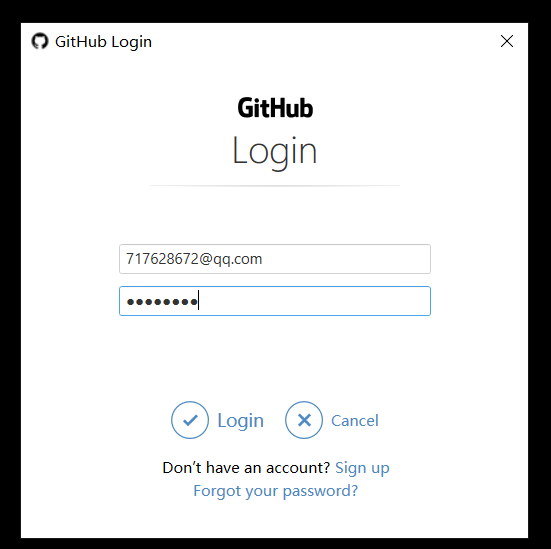 GitHub Login
GitHub
Login
717628672@qq.com
●●●●●●●●
Login Cancel
Don’t have an account? Sign up
Forgot your password?